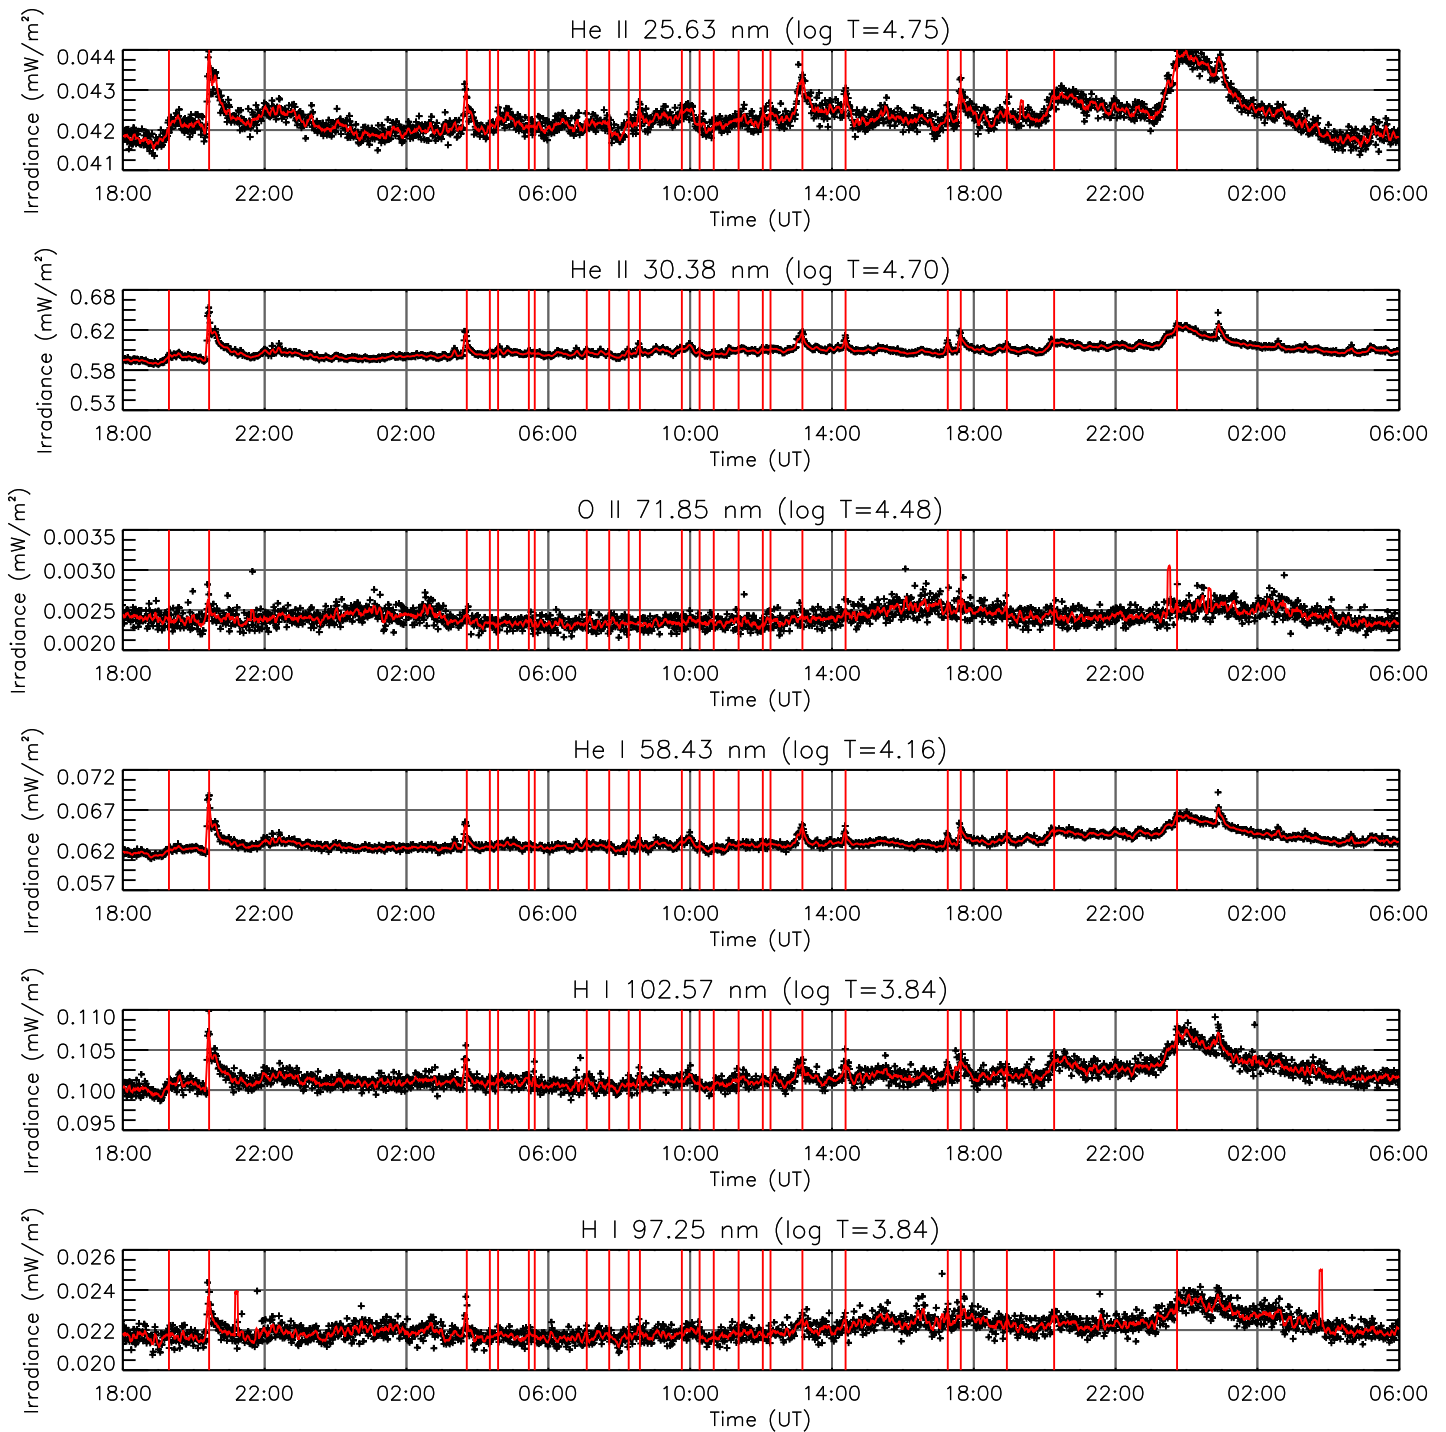 He II 25.63 nm (log T=4.75)
Irradiance (mW/m²)
0.044
0.043
0.042
0.041
18:00 22:00 02:00 06:00 10:00 14:00 18:00 22:00 02:00 06:00
Time (UT)
He II 30.38 nm (log T=4.70)
Irradiance (mW/m²)
0.68
0.62
0.58
0.53
18:00 22:00 02:00 06:00 10:00 14:00 18:00 22:00 02:00 06:00
Time (UT)
O II 71.85 nm (log T=4.48)
Irradiance (mW/m²)
0.0035
0.0030
0.0025
0.0020
18:00 22:00 02:00 06:00 10:00 14:00 18:00 22:00 02:00 06:00
Time (UT)
He I 58.43 nm (log T=4.16)
Irradiance (mW/m²)
0.072
0.067
0.062
0.057
18:00 22:00 02:00 06:00 10:00 14:00 18:00 22:00 02:00 06:00
Time (UT)
H I 102.57 nm (log T=3.84)
Irradiance (mW/m²)
0.110
0.105
0.100
0.095
18:00 22:00 02:00 06:00 10:00 14:00 18:00 22:00 02:00 06:00
Time (UT)
H I 97.25 nm (log T=3.84)
Irradiance (mW/m²)
0.026
0.024
0.022
0.020
18:00 22:00 02:00 06:00 10:00 14:00 18:00 22:00 02:00 06:00
Time (UT)